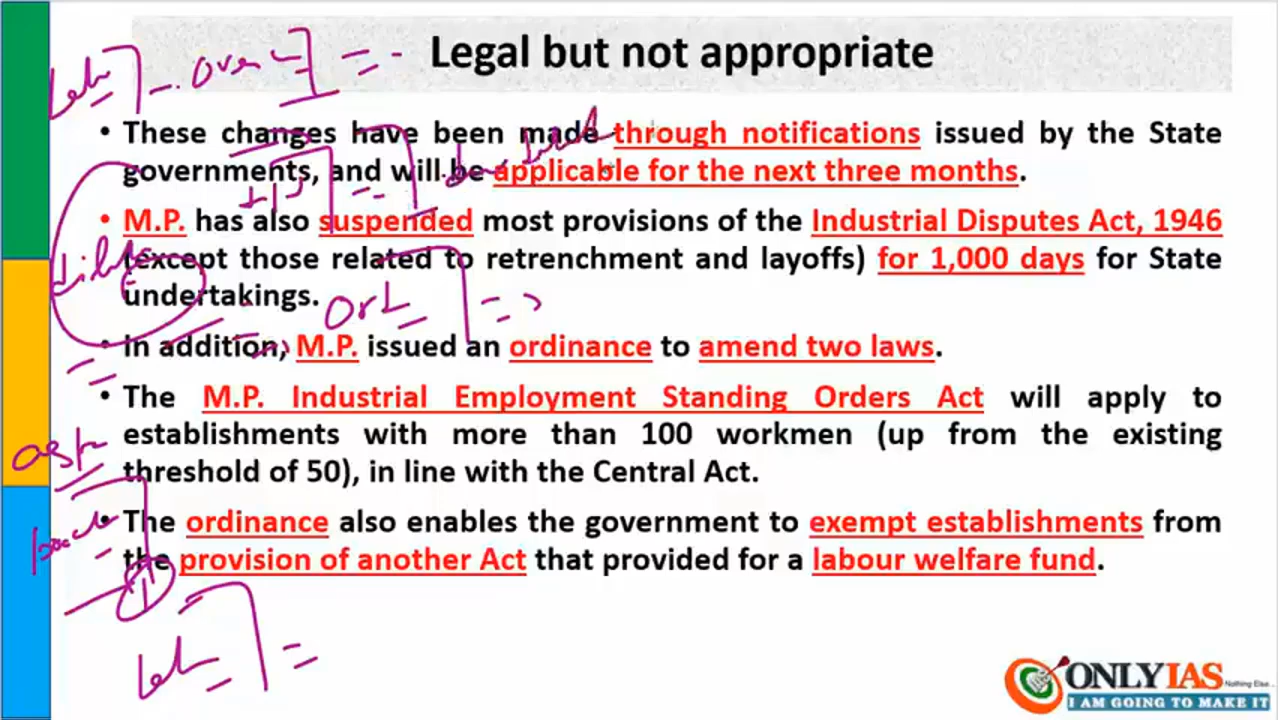 Legal but not appropriate
• These changes have been made through notifications issued by the State
governments, and will be applicable for the next three months.
• M.P. has also suspended most provisions of the Industrial Disputes Act, 1946
(except those related to retrenchment and layoffs) for 1,000 days for State
undertakings.
• In addition, M.P. issued an ordinance to amend two laws.
• The M.P. Industrial Employment Standing Orders Act will apply to
establishments with more than 100 workmen (up from the existing
threshold of 50), in line with the Central Act.
• The ordinance also enables the government to exempt establishments from
the provision of another Act that provided for a labour welfare fund.
ONLYIAS
Nothing Else...
I AM GOING TO MAKE IT